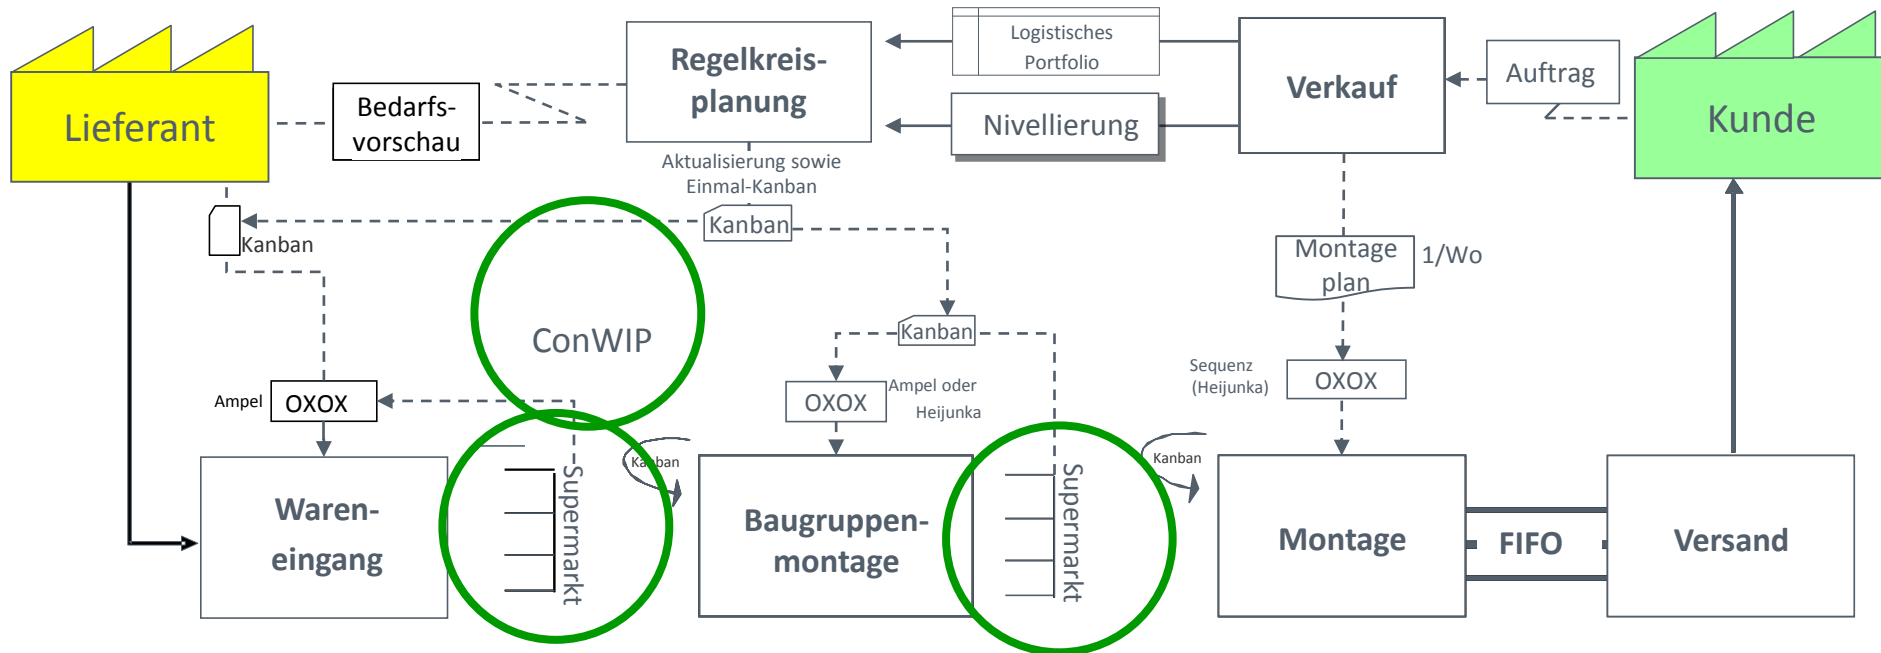 Logistisches
Portfolio
Regelkreis-
planung
Verkauf
Auftrag
Kunde
Lieferant
Bedarfs-
vorschau
Nivellierung
Aktualisierung sowie
Einmal-Kanban
Kanban
Kanban
Montage
plan
1/Wo
ConWIP
Kanban
Sequenz
(Heijunka)
OXOX
Ampel
OXOX
OXOX
Ampel oder
Heijunka
Kanban
Kanban
Waren-
eingang
Supermarkt
Baugruppen-
montage
Supermarkt
Montage
FIFO
Versand